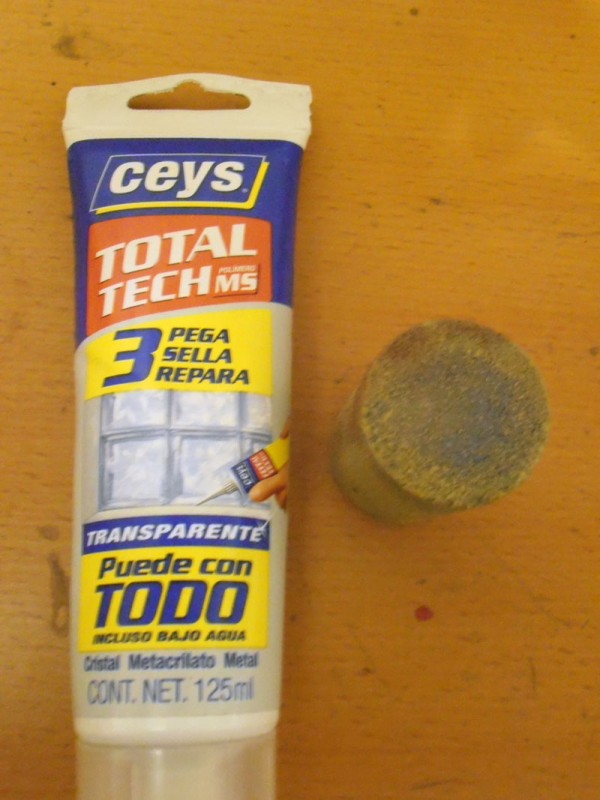 ceys
TOTAL
TECH POLÍMERO MS
3 PEGA
SELLA
REPARA
TRANSPARENTE
Puede con
TODO
INCLUSO BAJO AGUA
Cristal Metacrilato Metal
CONT. NET. 125ml